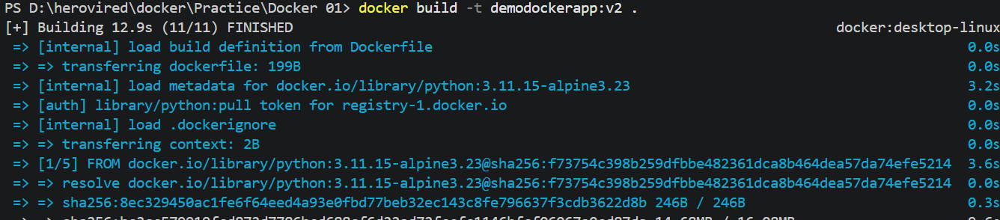 PS D:\herovired\docker\Practice\Docker 01> docker build -t demodockerapp:v2 .
[+] Building 12.9s (11/11) FINISHED docker:desktop-linux
=> [internal] load build definition from Dockerfile 0.0s
=> => transferring dockerfile: 199B 0.0s
=> [internal] load metadata for docker.io/library/python:3.11.15-alpine3.23 3.2s
=> [auth] library/python:pull token for registry-1.docker.io 0.0s
=> [internal] load .dockerignore 0.0s
=> => transferring context: 2B 0.0s
=> [1/5] FROM docker.io/library/python:3.11.15-alpine3.23@sha256:f73754c398b259dfbbe482361dca8b464dea57da74efe5214 3.6s
=> => resolve docker.io/library/python:3.11.15-alpine3.23@sha256:f73754c398b259dfbbe482361dca8b464dea57da74efe5214 0.0s
=> => sha256:8ec329450ac1fe6f64eed4a93e0fbd77beb32ec143c8fe796637f3cdb3622d8b 246B / 246B 0.3s